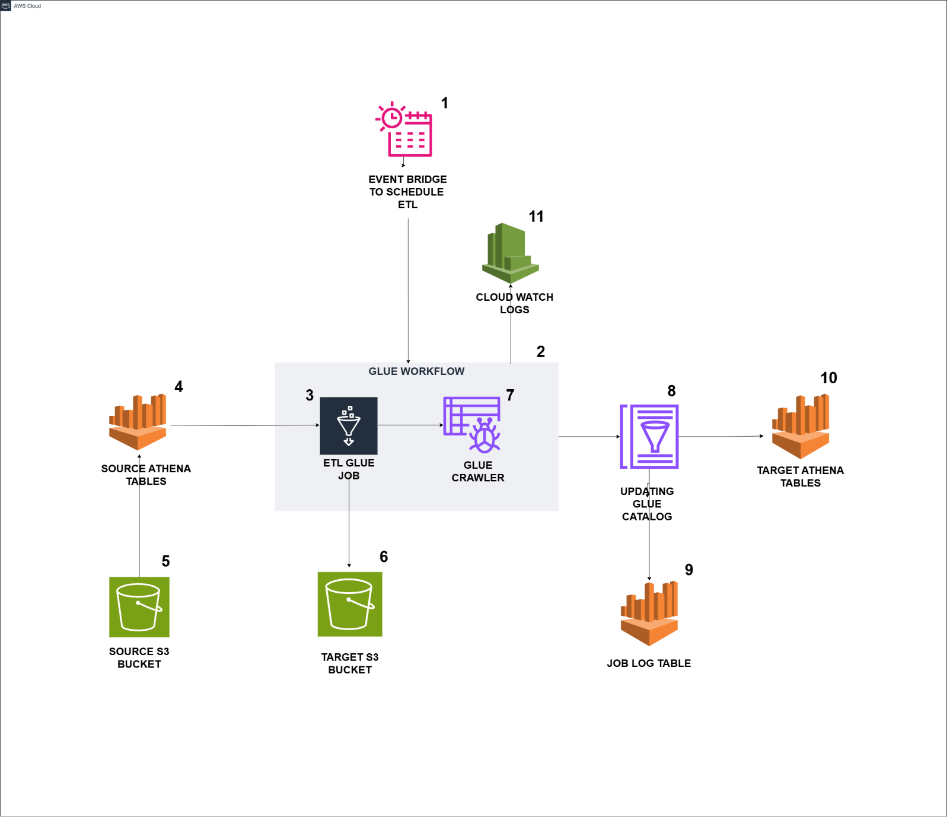 AWS Cloud
1
EVENT BRIDGE
TO SCHEDULE
ETL
11
CLOUD WATCH
LOGS
2
GLUE WORKFLOW
4
SOURCE ATHENA
TABLES
3
ETL GLUE
JOB
7
GLUE
CRAWLER
8
UPDATING
GLUE
CATALOG
10
TARGET ATHENA
TABLES
5
SOURCE S3
BUCKET
6
TARGET S3
BUCKET
9
JOB LOG TABLE